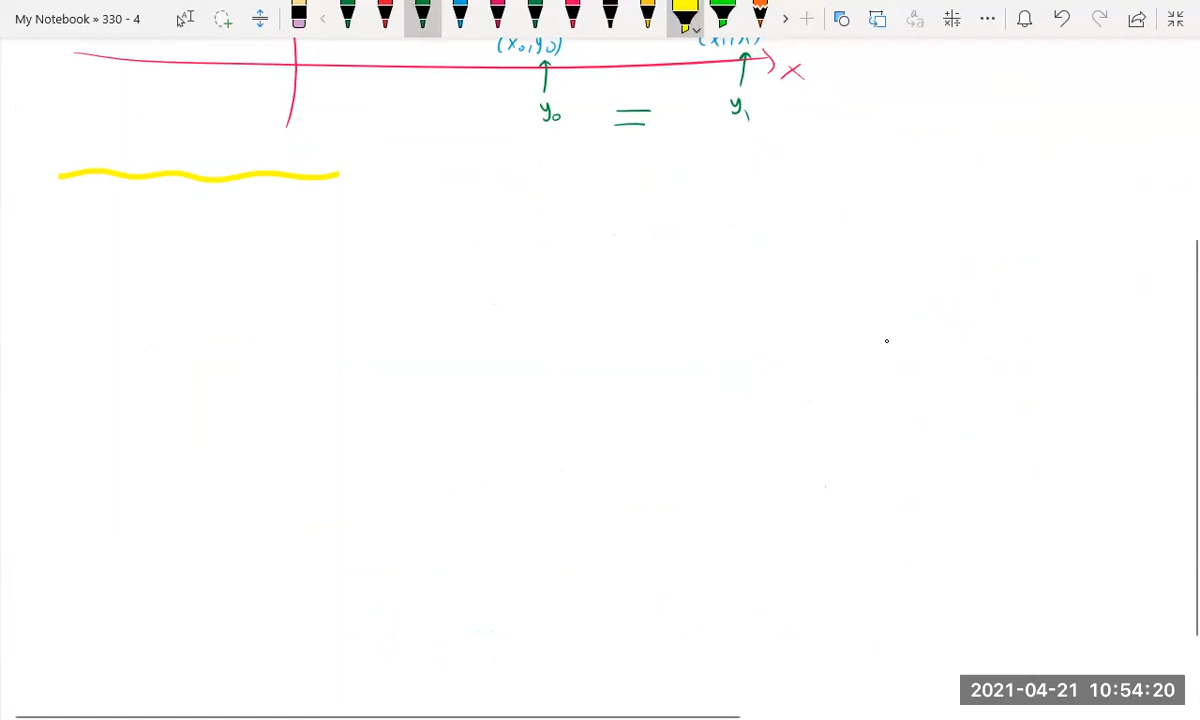 My Notebook » 330 - 4
(x₀, y₀)
x
y₀ = y₁
2021-04-21 10:54:20